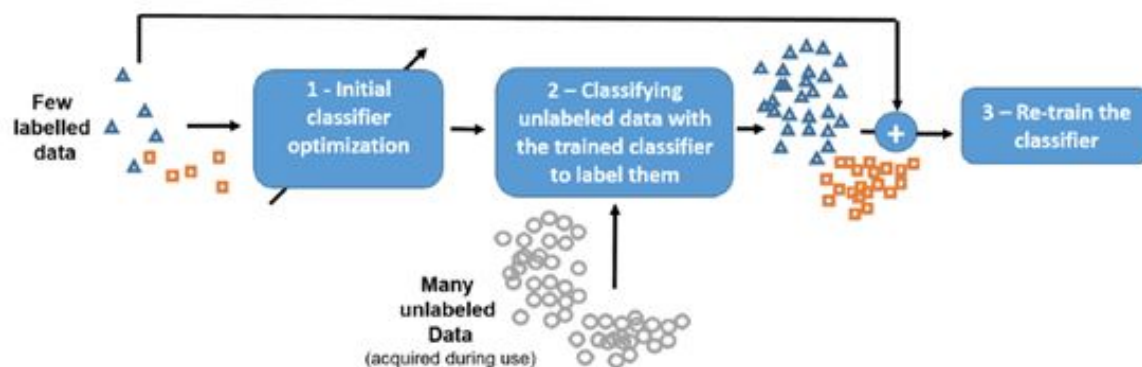 Few
labelled
data
1 - Initial
classifier
optimization
2 – Classifying
unlabeled data with
the trained classifier
to label them
+
3 – Re-train the
classifier
Many
unlabeled
Data
(acquired during use)